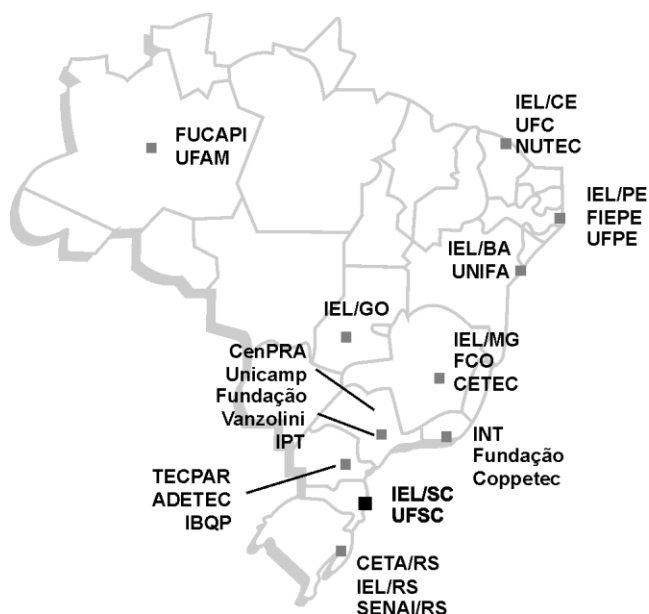 IEL/CE
UFC
NUTEC
FUCAPI
UFAM
IEL/PE
FIEPE
UFPE
IEL/BA
UNIFA
IEL/GO
IEL/MG
FCO
CETEC
CenPRA
Unicamp
Fundação
Vanzolini
IPT
INT
Fundação
Coppetec
TECPAR
ADETEC
IBQP
IEL/SC
UFSC
CETA/RS
IEL/RS
SENAI/RS